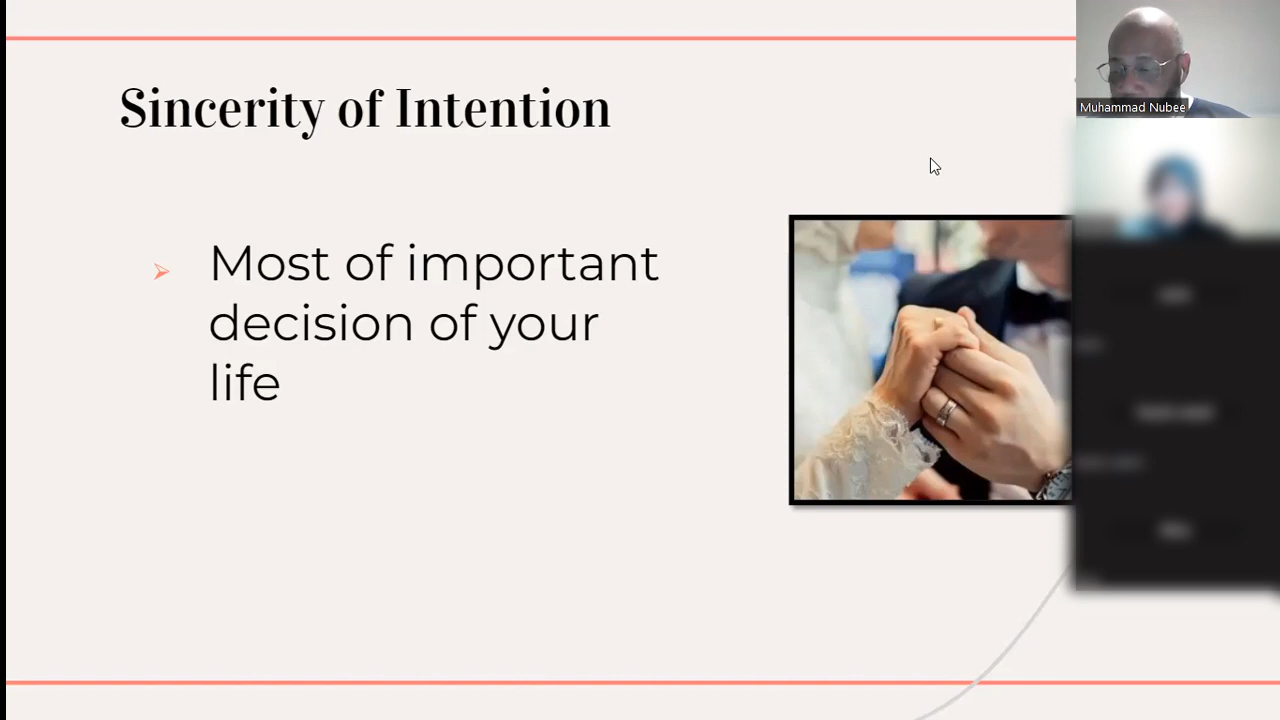 Sincerity of Intention
Most of important
decision of your
life
Muhammad Nubee